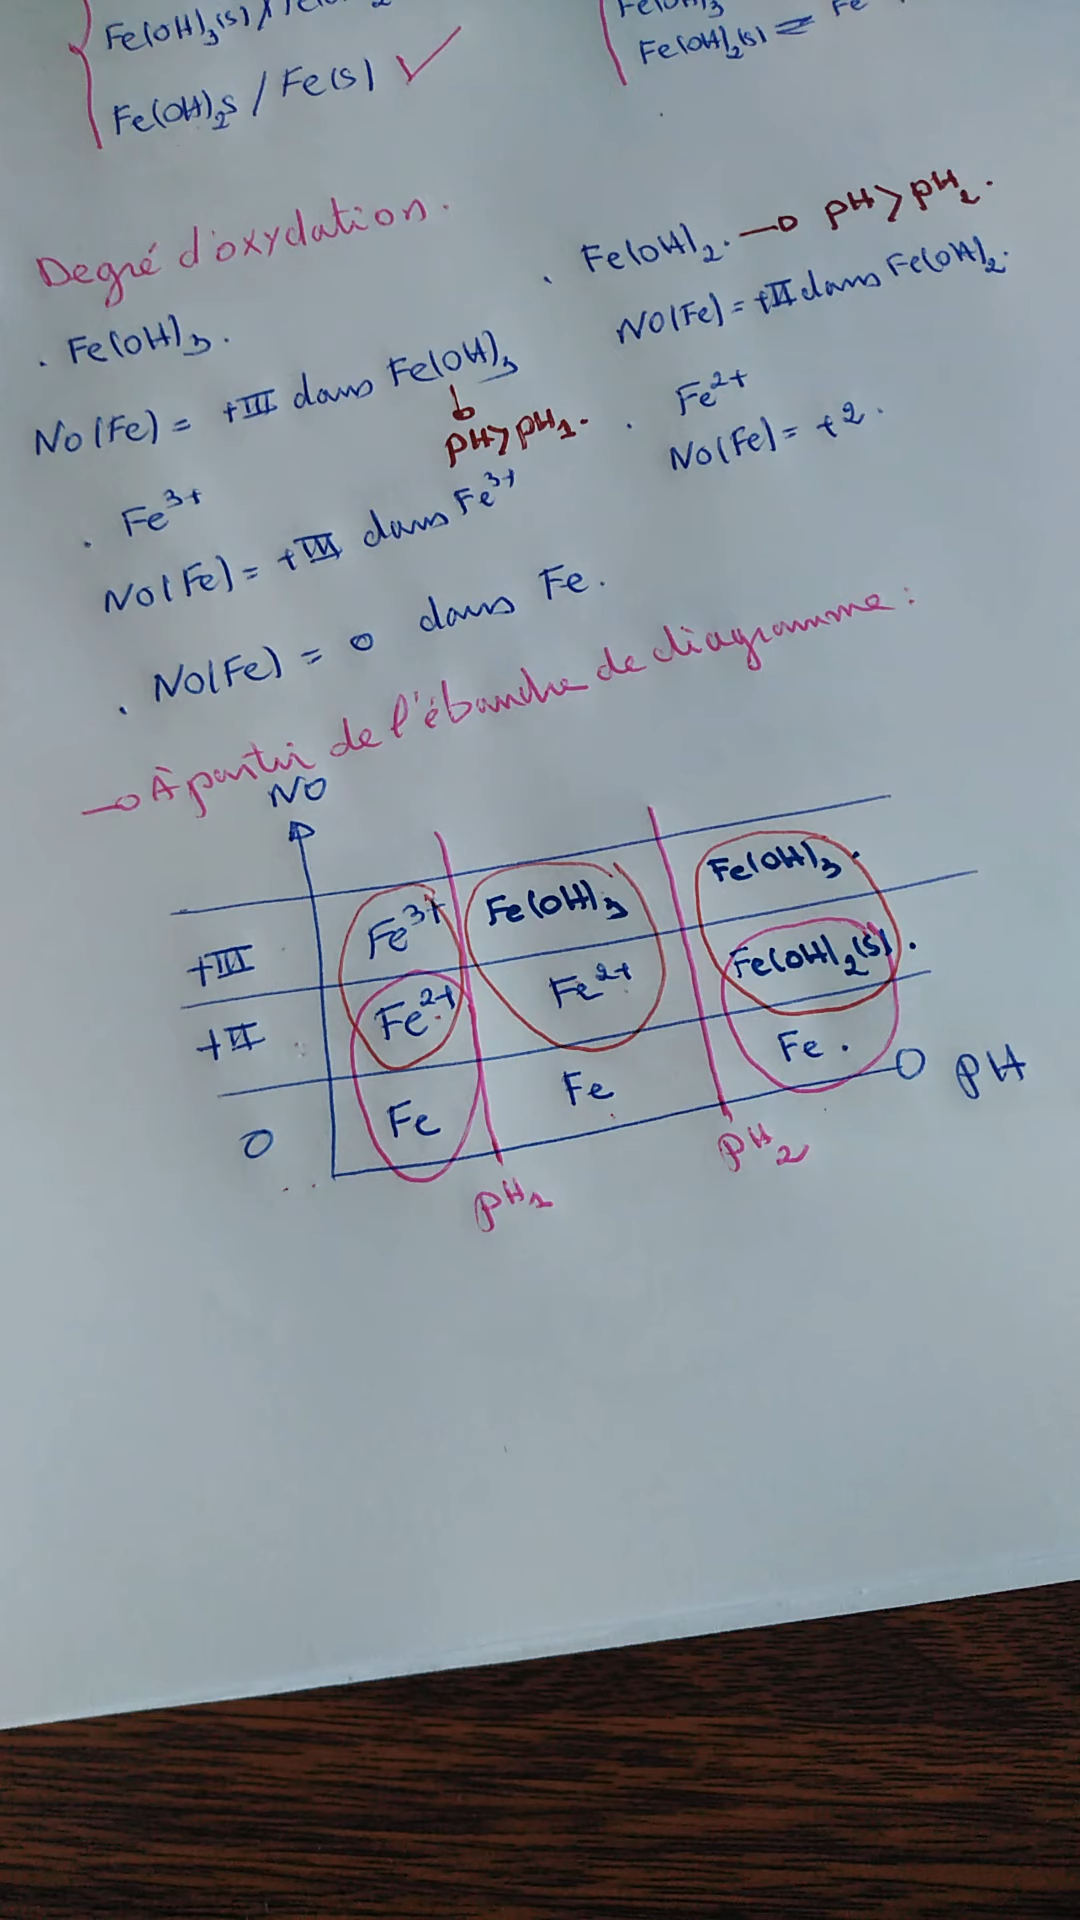 Fe(OH)3(s) /
Fe(OH)2s / Fe(s) ✓
Fe(OH)3
Fe(OH)2(s) ⇌ Fe
Degré d'oxydation.
. Fe(OH)3.
NO(Fe) = +III dans Fe(OH)3
pH>pH1.
. Fe3+
NO(Fe) = +III dans Fe3+
. NO(Fe) = 0 dans Fe.
. Fe(OH)2. → pH>pH2.
NO(Fe) = +II dans Fe(OH)2.
. Fe2+
NO(Fe) = +2.
→ À partir de l'ébauche de diagramme :
NO
+III Fe3+ Fe(OH)3 Fe(OH)3.
+II Fe2+ Fe2+ Fe(OH)2(s).
0 Fe Fe Fe. pH
pH1 pH2